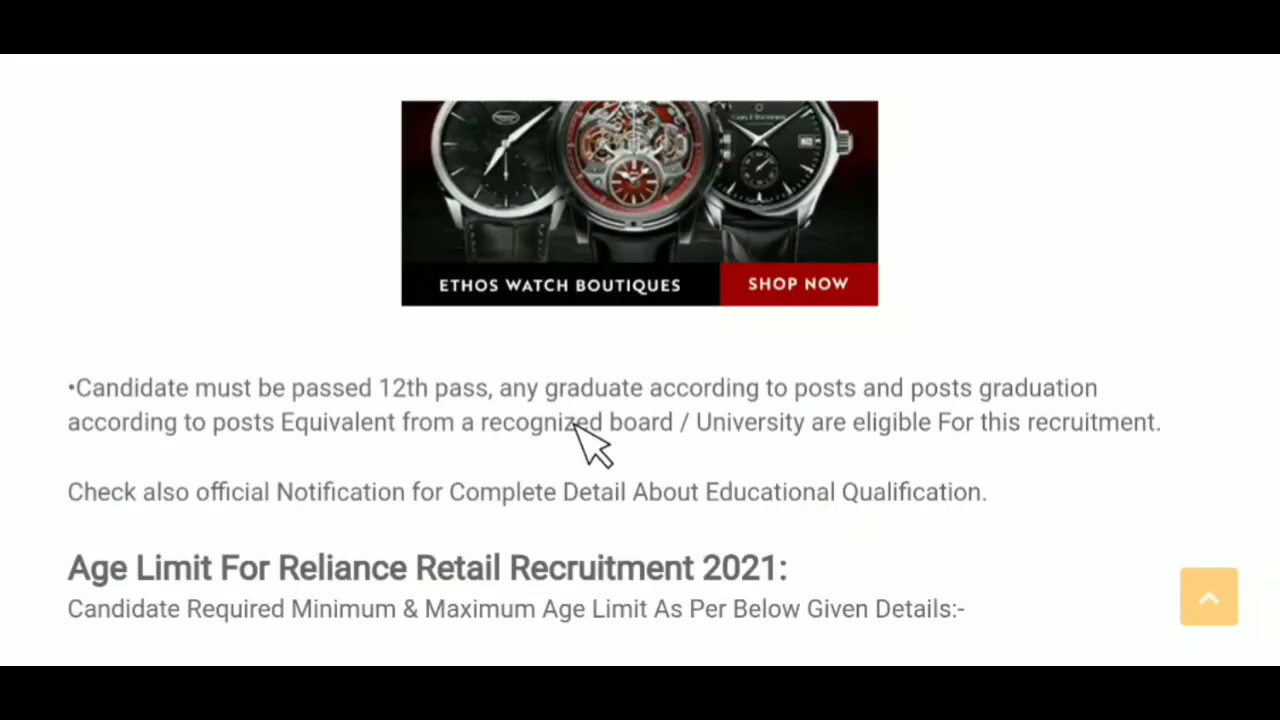 ETHOS WATCH BOUTIQUES
SHOP NOW
•Candidate must be passed 12th pass, any graduate according to posts and posts graduation
according to posts Equivalent from a recognized board / University are eligible For this recruitment.
Check also official Notification for Complete Detail About Educational Qualification.
Age Limit For Reliance Retail Recruitment 2021:
Candidate Required Minimum & Maximum Age Limit As Per Below Given Details:-